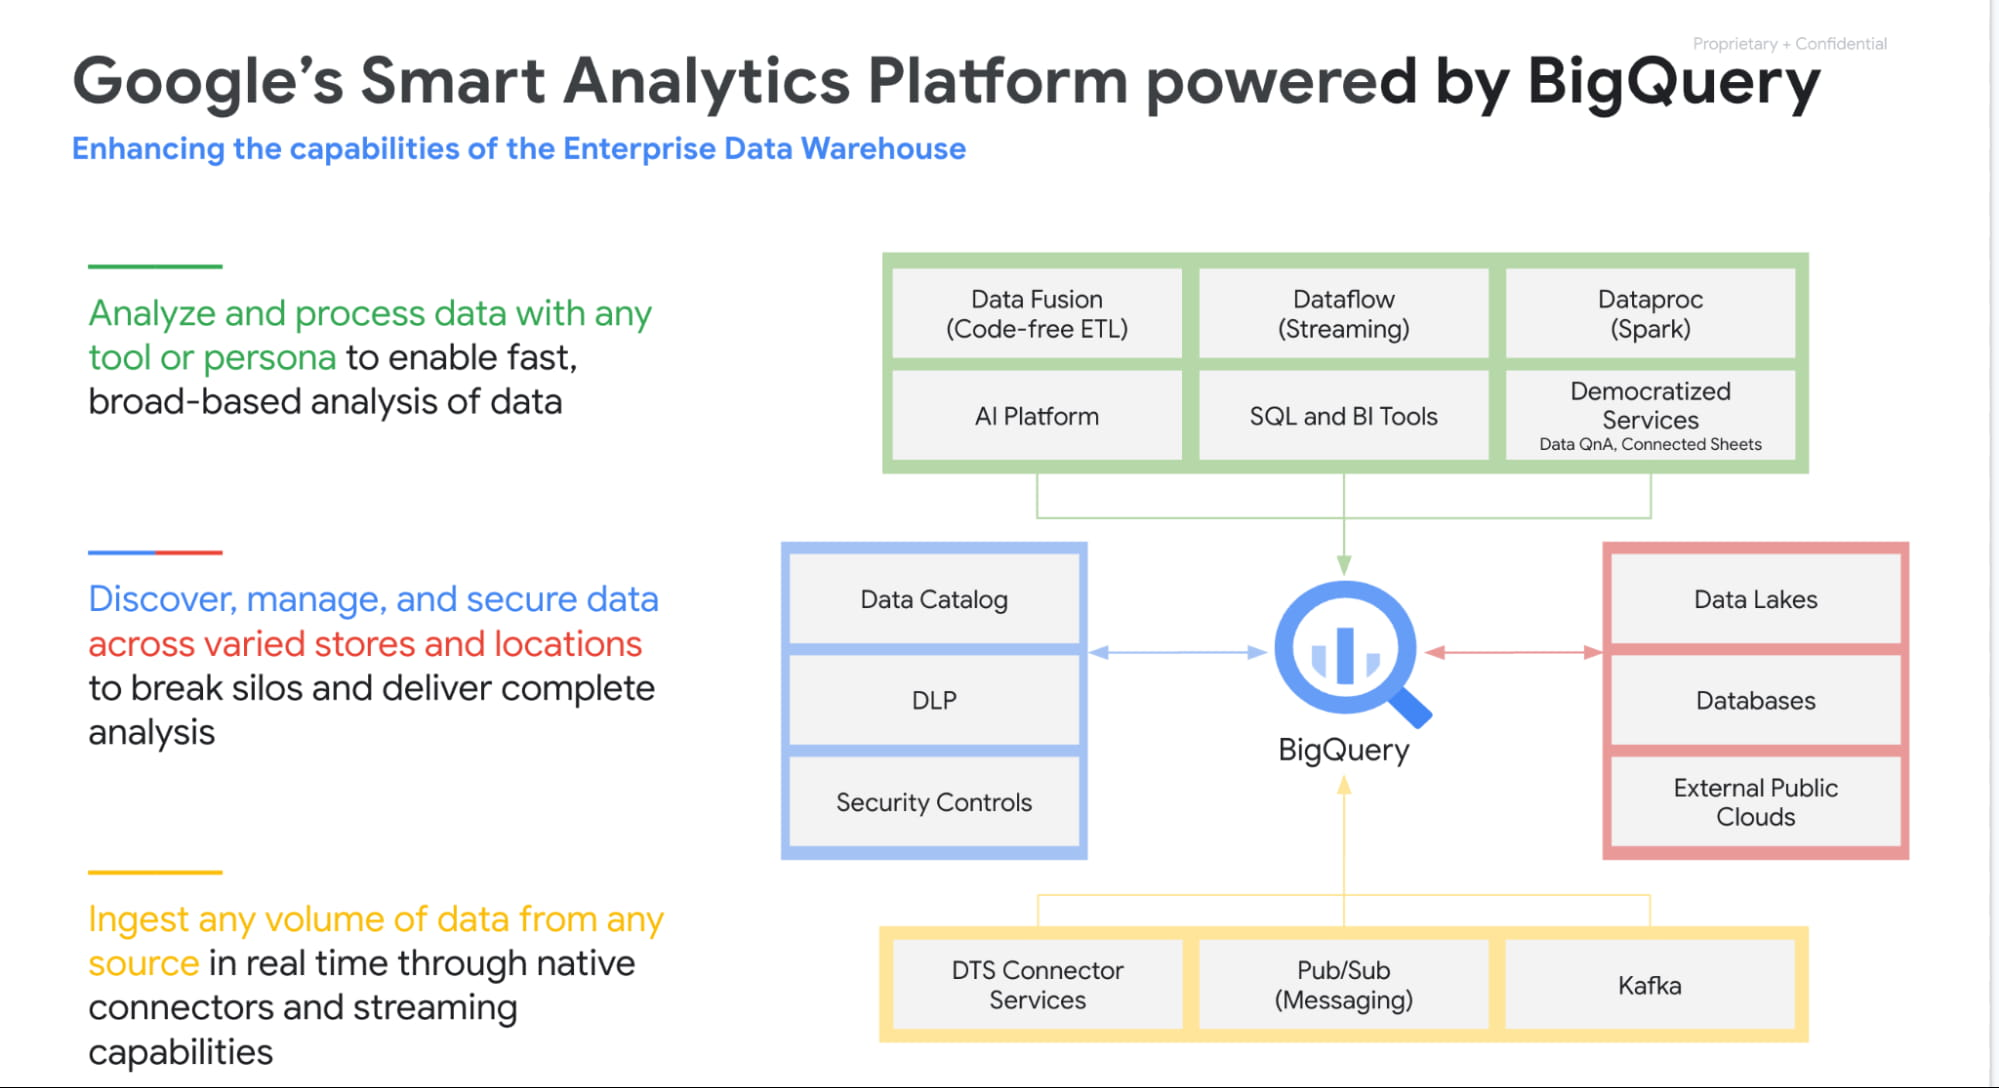 Proprietary + Confidential
Google's Smart Analytics Platform powered by BigQuery
Enhancing the capabilities of the Enterprise Data Warehouse
Analyze and process data with any
tool or persona to enable fast,
broad-based analysis of data
Discover, manage, and secure data
across varied stores and locations
to break silos and deliver complete
analysis
Ingest any volume of data from any
source in real time through native
connectors and streaming
capabilities
Data Fusion
(Code-free ETL)
Dataflow
(Streaming)
Dataproc
(Spark)
AI Platform
SQL and BI Tools
Democratized
Services
Data QnA, Connected Sheets
Data Catalog
DLP
Security Controls
BigQuery
Data Lakes
Databases
External Public
Clouds
DTS Connector
Services
Pub/Sub
(Messaging)
Kafka